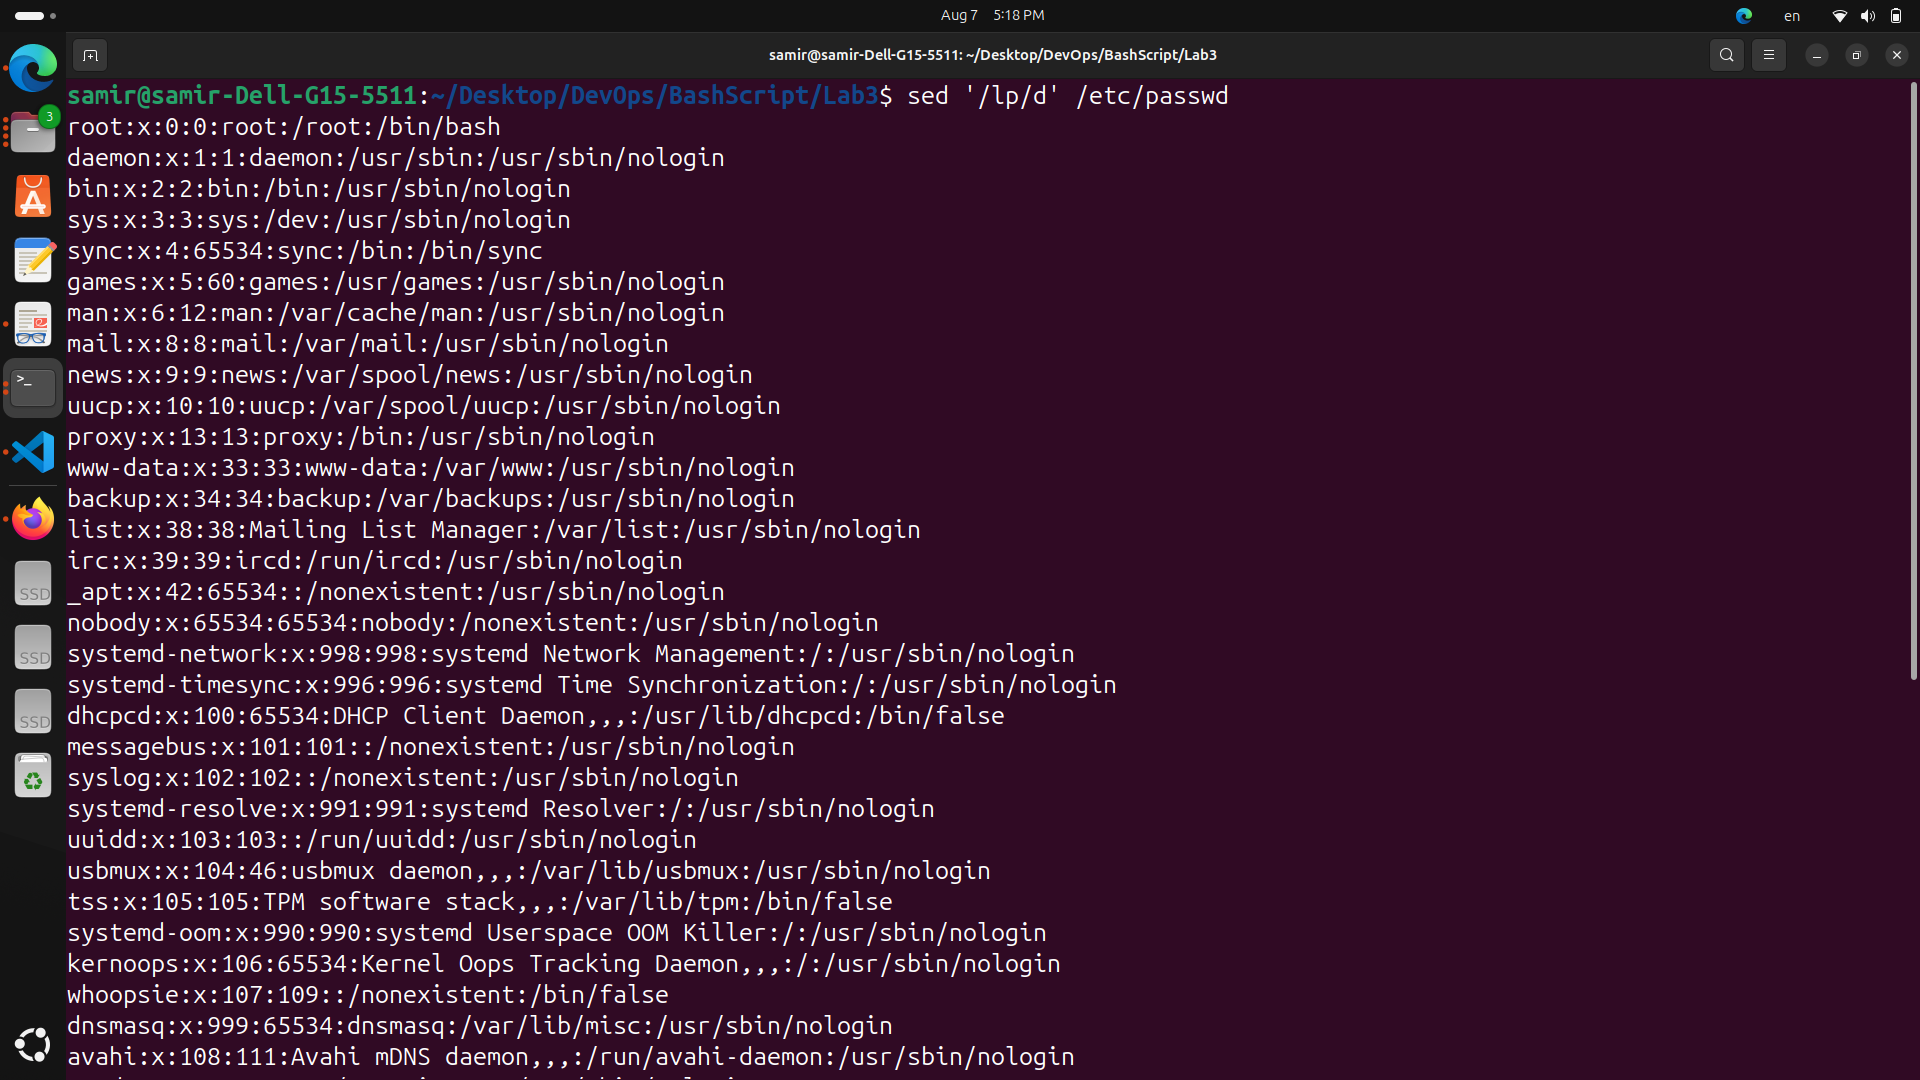 Aug 7 5:18 PM
en
samir@samir-Dell-G15-5511: ~/Desktop/DevOps/BashScript/Lab3
3
samir@samir-Dell-G15-5511:~/Desktop/DevOps/BashScript/Lab3$ sed '/lp/d' /etc/passwd
root:x:0:0:root:/root:/bin/bash
daemon:x:1:1:daemon:/usr/sbin:/usr/sbin/nologin
bin:x:2:2:bin:/bin:/usr/sbin/nologin
sys:x:3:3:sys:/dev:/usr/sbin/nologin
sync:x:4:65534:sync:/bin:/bin/sync
games:x:5:60:games:/usr/games:/usr/sbin/nologin
man:x:6:12:man:/var/cache/man:/usr/sbin/nologin
mail:x:8:8:mail:/var/mail:/usr/sbin/nologin
news:x:9:9:news:/var/spool/news:/usr/sbin/nologin
uucp:x:10:10:uucp:/var/spool/uucp:/usr/sbin/nologin
proxy:x:13:13:proxy:/bin:/usr/sbin/nologin
www-data:x:33:33:www-data:/var/www:/usr/sbin/nologin
backup:x:34:34:backup:/var/backups:/usr/sbin/nologin
list:x:38:38:Mailing List Manager:/var/list:/usr/sbin/nologin
irc:x:39:39:ircd:/run/ircd:/usr/sbin/nologin
_apt:x:42:65534::/nonexistent:/usr/sbin/nologin
nobody:x:65534:65534:nobody:/nonexistent:/usr/sbin/nologin
systemd-network:x:998:998:systemd Network Management:/:/usr/sbin/nologin
systemd-timesync:x:996:996:systemd Time Synchronization:/:/usr/sbin/nologin
dhcpcd:x:100:65534:DHCP Client Daemon,,,:/usr/lib/dhcpcd:/bin/false
messagebus:x:101:101::/nonexistent:/usr/sbin/nologin
syslog:x:102:102::/nonexistent:/usr/sbin/nologin
systemd-resolve:x:991:991:systemd Resolver:/:/usr/sbin/nologin
uuidd:x:103:103::/run/uuidd:/usr/sbin/nologin
usbmux:x:104:46:usbmux daemon,,,:/var/lib/usbmux:/usr/sbin/nologin
tss:x:105:105:TPM software stack,,,:/var/lib/tpm:/bin/false
systemd-oom:x:990:990:systemd Userspace OOM Killer:/:/usr/sbin/nologin
kernoops:x:106:65534:Kernel Oops Tracking Daemon,,,:/:/usr/sbin/nologin
whoopsie:x:107:109::/nonexistent:/bin/false
dnsmasq:x:999:65534:dnsmasq:/var/lib/misc:/usr/sbin/nologin
avahi:x:108:111:Avahi mDNS daemon,,,:/run/avahi-daemon:/usr/sbin/nologin
SSD
SSD
SSD